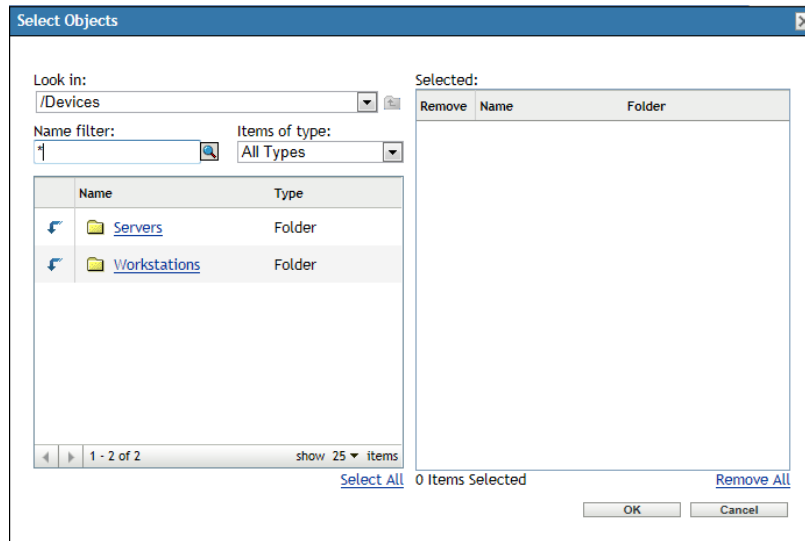 Select Objects
Look in:
/Devices
Name filter:
Items of type:
*
All Types
Name
Type
Servers
Folder
Workstations
Folder
1 - 2 of 2
show 25 items
Select All
Selected:
Remove
Name
Folder
0 Items Selected
Remove All
OK
Cancel